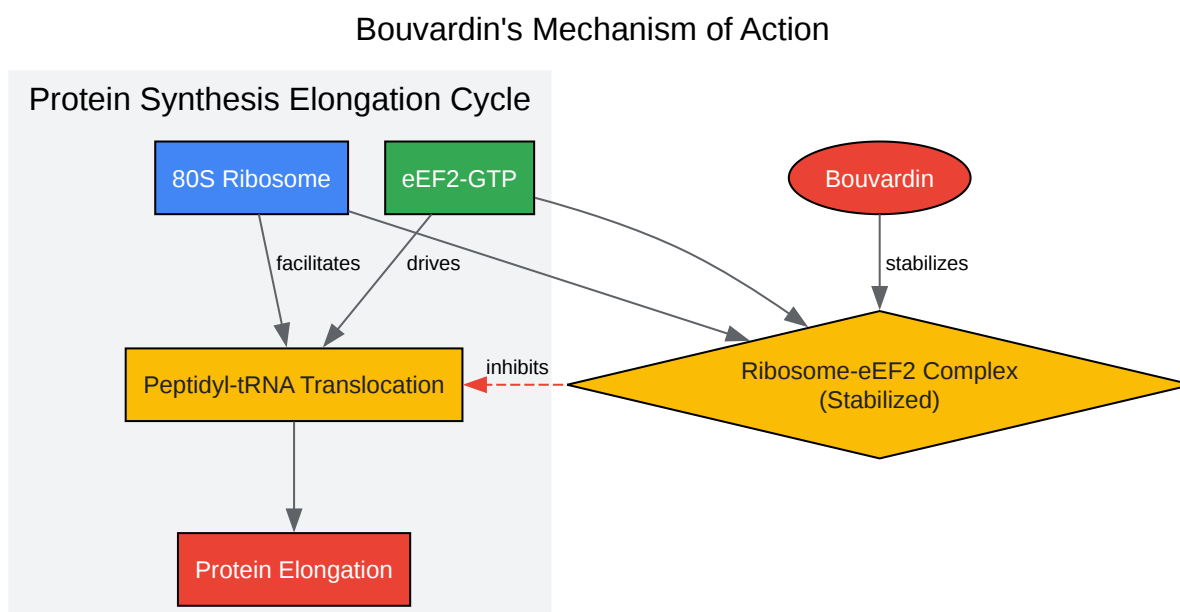 Bouvardin's Mechanism of Action
Protein Synthesis Elongation Cycle
80S Ribosome
eEF2-GTP
Bouvardin
facilitates
drives
stabilizes
Peptidyl-tRNA Translocation
inhibits
Ribosome-eEF2 Complex
(Stabilized)
Protein Elongation